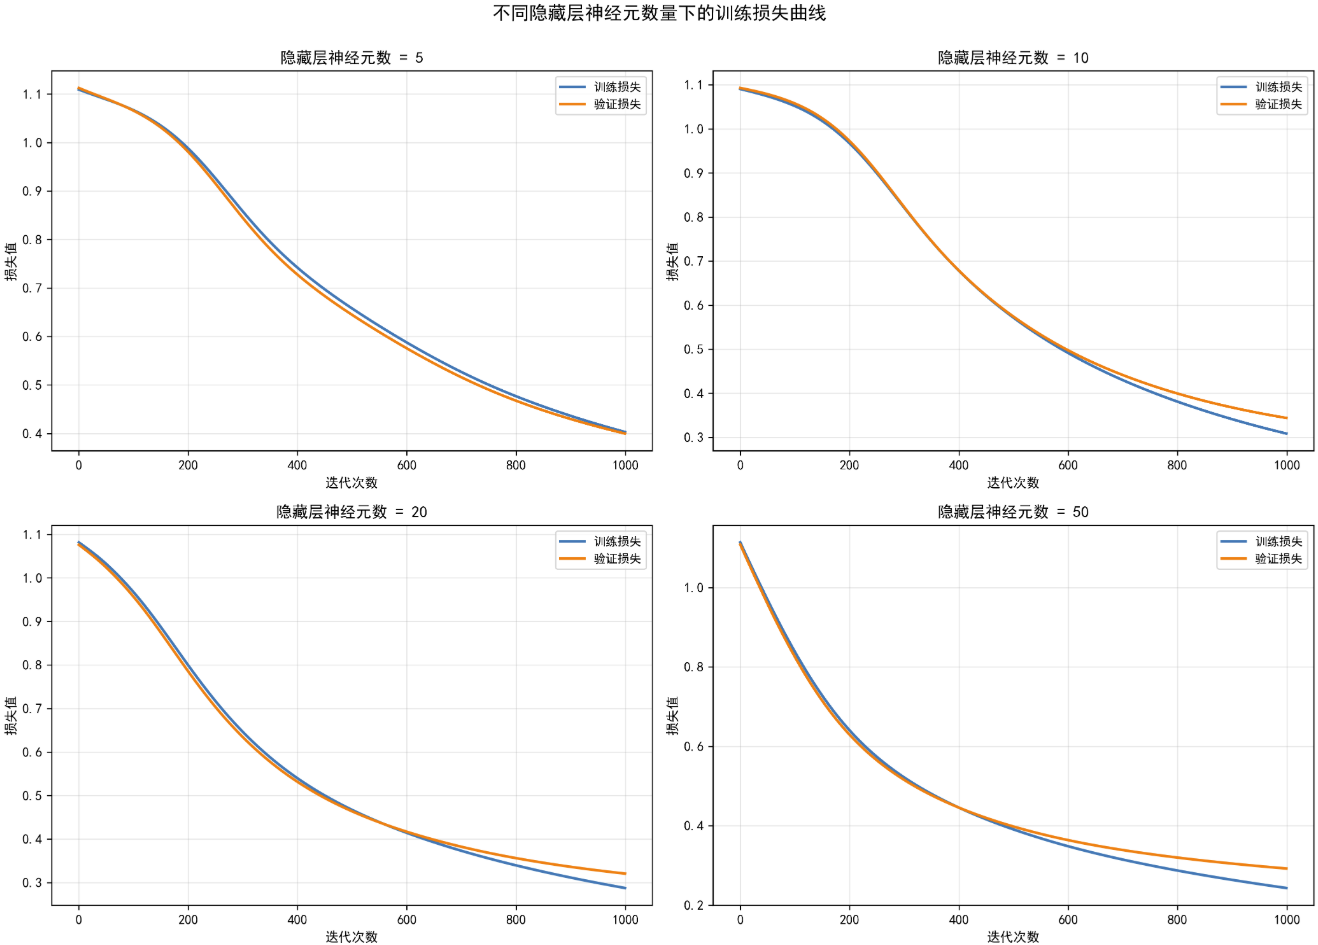 不同隐藏层神经元数量下的训练损失曲线
隐藏层神经元数 = 5
训练损失
验证损失
1.1
1.0
0.9
0.8
0.7
0.6
0.5
0.4
损失值
0 200 400 600 800 1000
迭代次数
隐藏层神经元数 = 10
训练损失
验证损失
1.1
1.0
0.9
0.8
0.7
0.6
0.5
0.4
0.3
损失值
0 200 400 600 800 1000
迭代次数
隐藏层神经元数 = 20
训练损失
验证损失
1.1
1.0
0.9
0.8
0.7
0.6
0.5
0.4
0.3
损失值
0 200 400 600 800 1000
迭代次数
隐藏层神经元数 = 50
训练损失
验证损失
1.0
0.8
0.6
0.4
0.2
损失值
0 200 400 600 800 1000
迭代次数